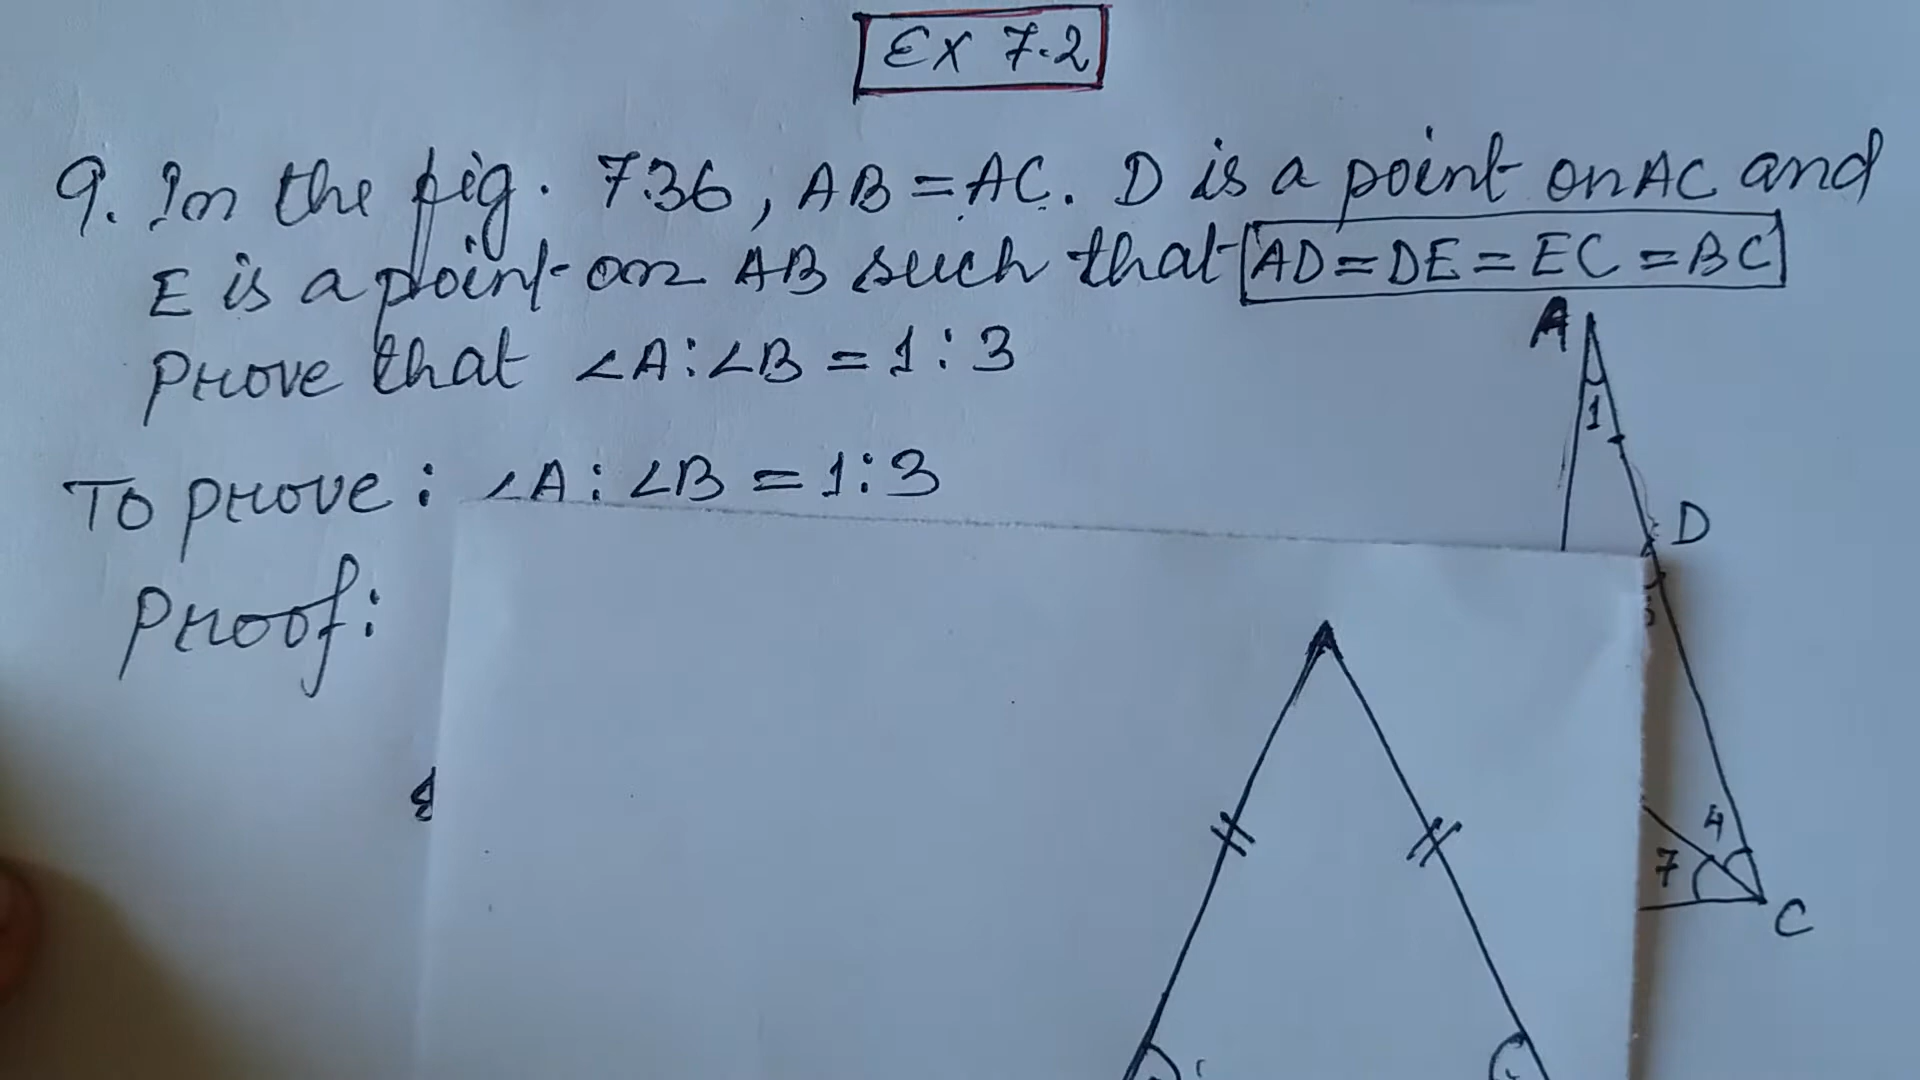 Ex 7.2
9. In the fig. 7.36, AB = AC. D is a point on AC and
E is a point on AB such that AD = DE = EC = BC
Prove that ∠A : ∠B = 1 : 3
To prove : ∠A : ∠B = 1 : 3
Proof :
A
1
D
4
7
C